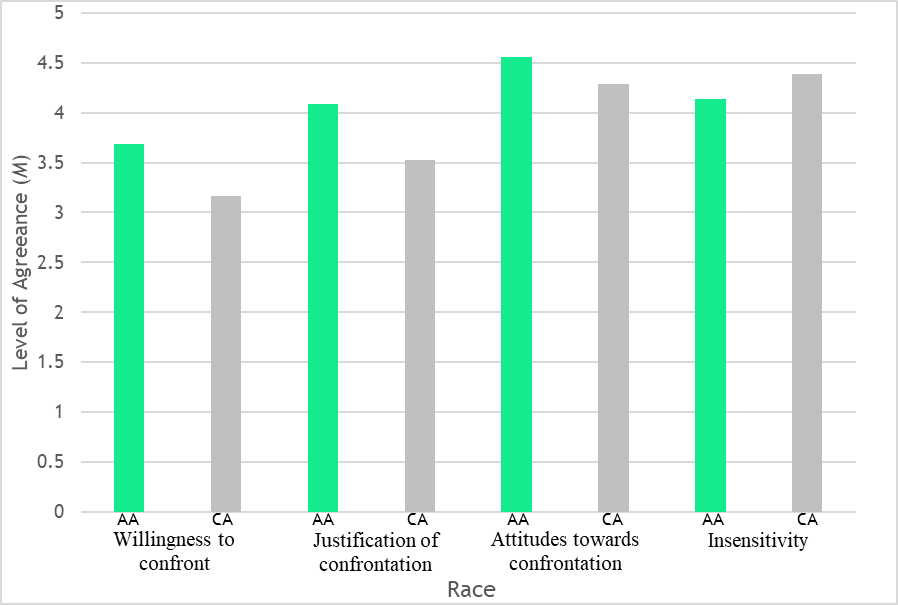 5
4.5
4
3.5
3
2.5
2
1.5
1
0.5
0
Level of Agreeance (M)
AA CA AA CA AA CA AA CA
Willingness to
confront
Justification of
confrontation
Attitudes towards
confrontation
Insensitivity
Race